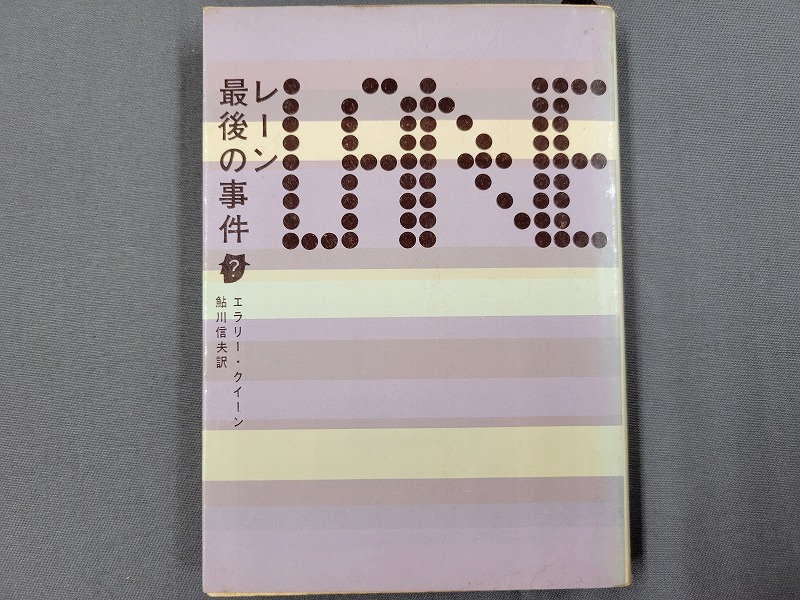 LANE
レーン
最後の事件
?
エラリー・クイーン
鮎川信夫訳